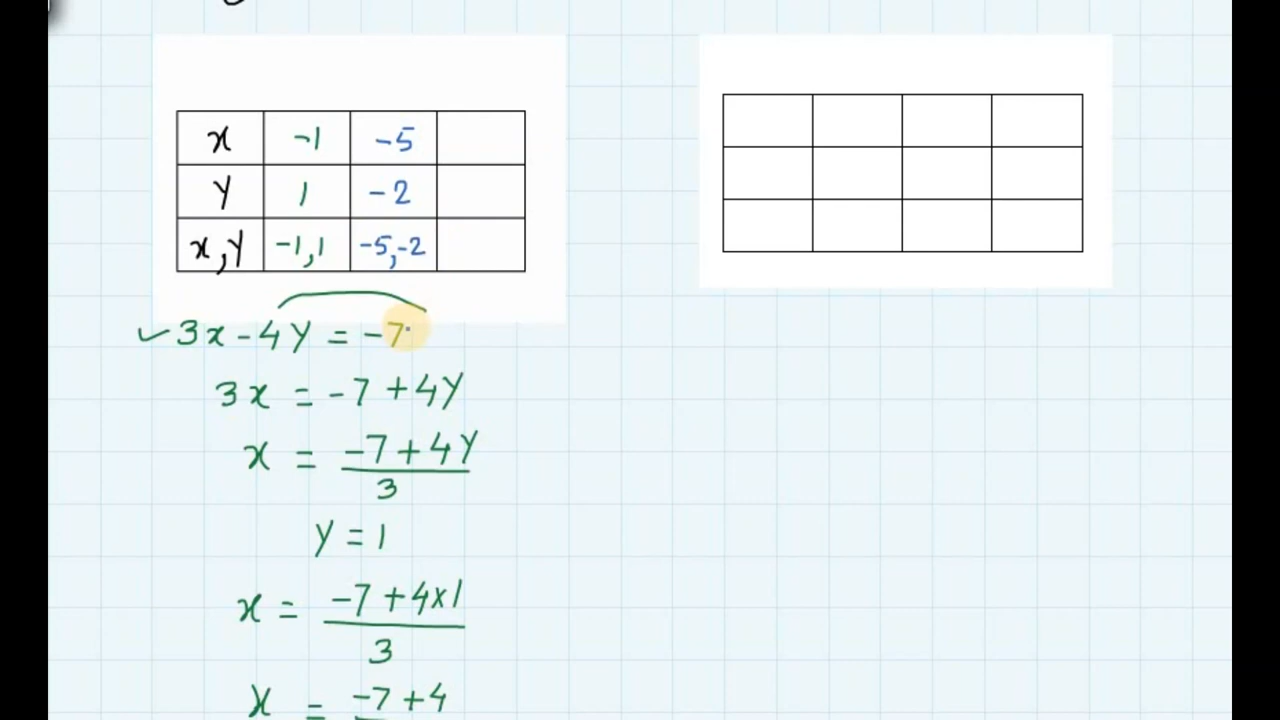 x -1 -5
y 1 -2
x,y -1,1 -5,-2
3x - 4y = -7
3x = -7 + 4y
x = -7 + 4y / 3
y = 1
x = -7 + 4x1 / 3
x = -7 + 4